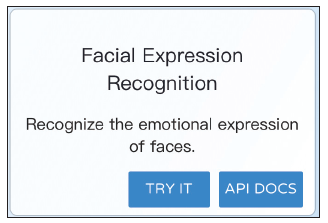 Facial Expression
Recognition
Recognize the emotional expression
of faces.
TRY IT API DOCS